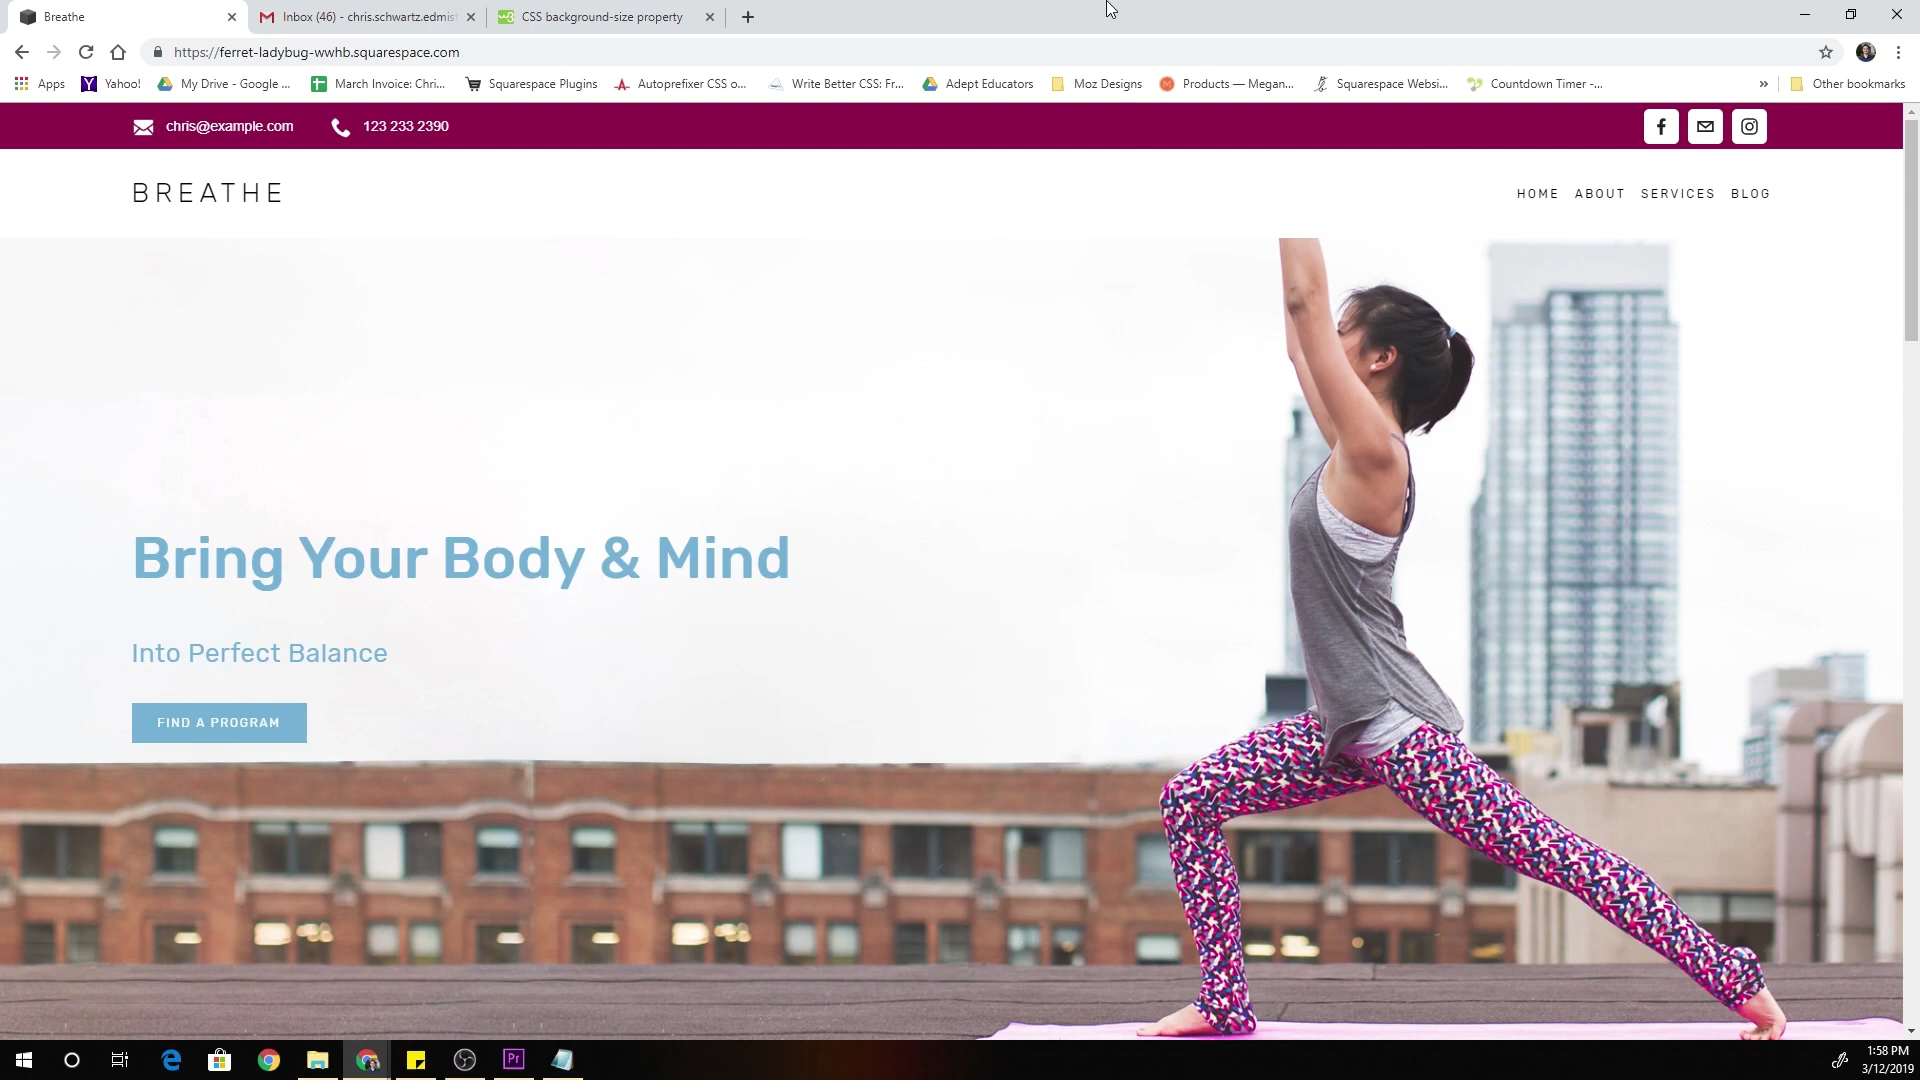 Breathe
Inbox (46) - chris.schwartz.edmis
CSS background-size property
https://ferret-ladybug-wwhb.squarespace.com
Apps Yahoo! My Drive - Google ... March Invoice: Chri... Squarespace Plugins Autoprefixer CSS o... Write Better CSS: Fr... Adept Educators Moz Designs Products — Megan... Squarespace Websi... Countdown Timer -... » Other bookmarks
chris@example.com 123 233 2390
BREATHE
HOME ABOUT SERVICES BLOG
Bring Your Body & Mind
Into Perfect Balance
FIND A PROGRAM
Pr
1:58 PM
3/12/2019